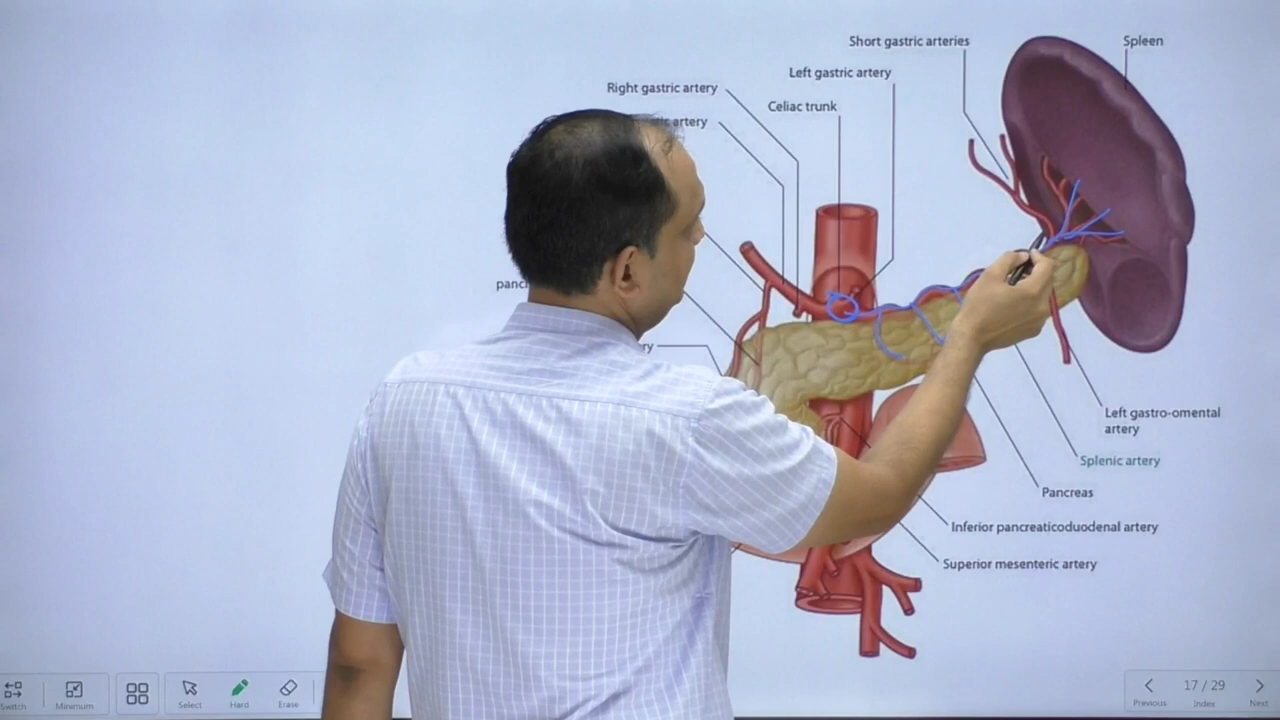 Short gastric arteries
Spleen
Left gastric artery
Right gastric artery
Celiac trunk
artery
Left gastro-omental
artery
Splenic artery
Pancreas
Inferior pancreaticoduodenal artery
Superior mesenteric artery
Switch
Minimum
Select
Hard
Erase
Previous
17 / 29
Index
Next